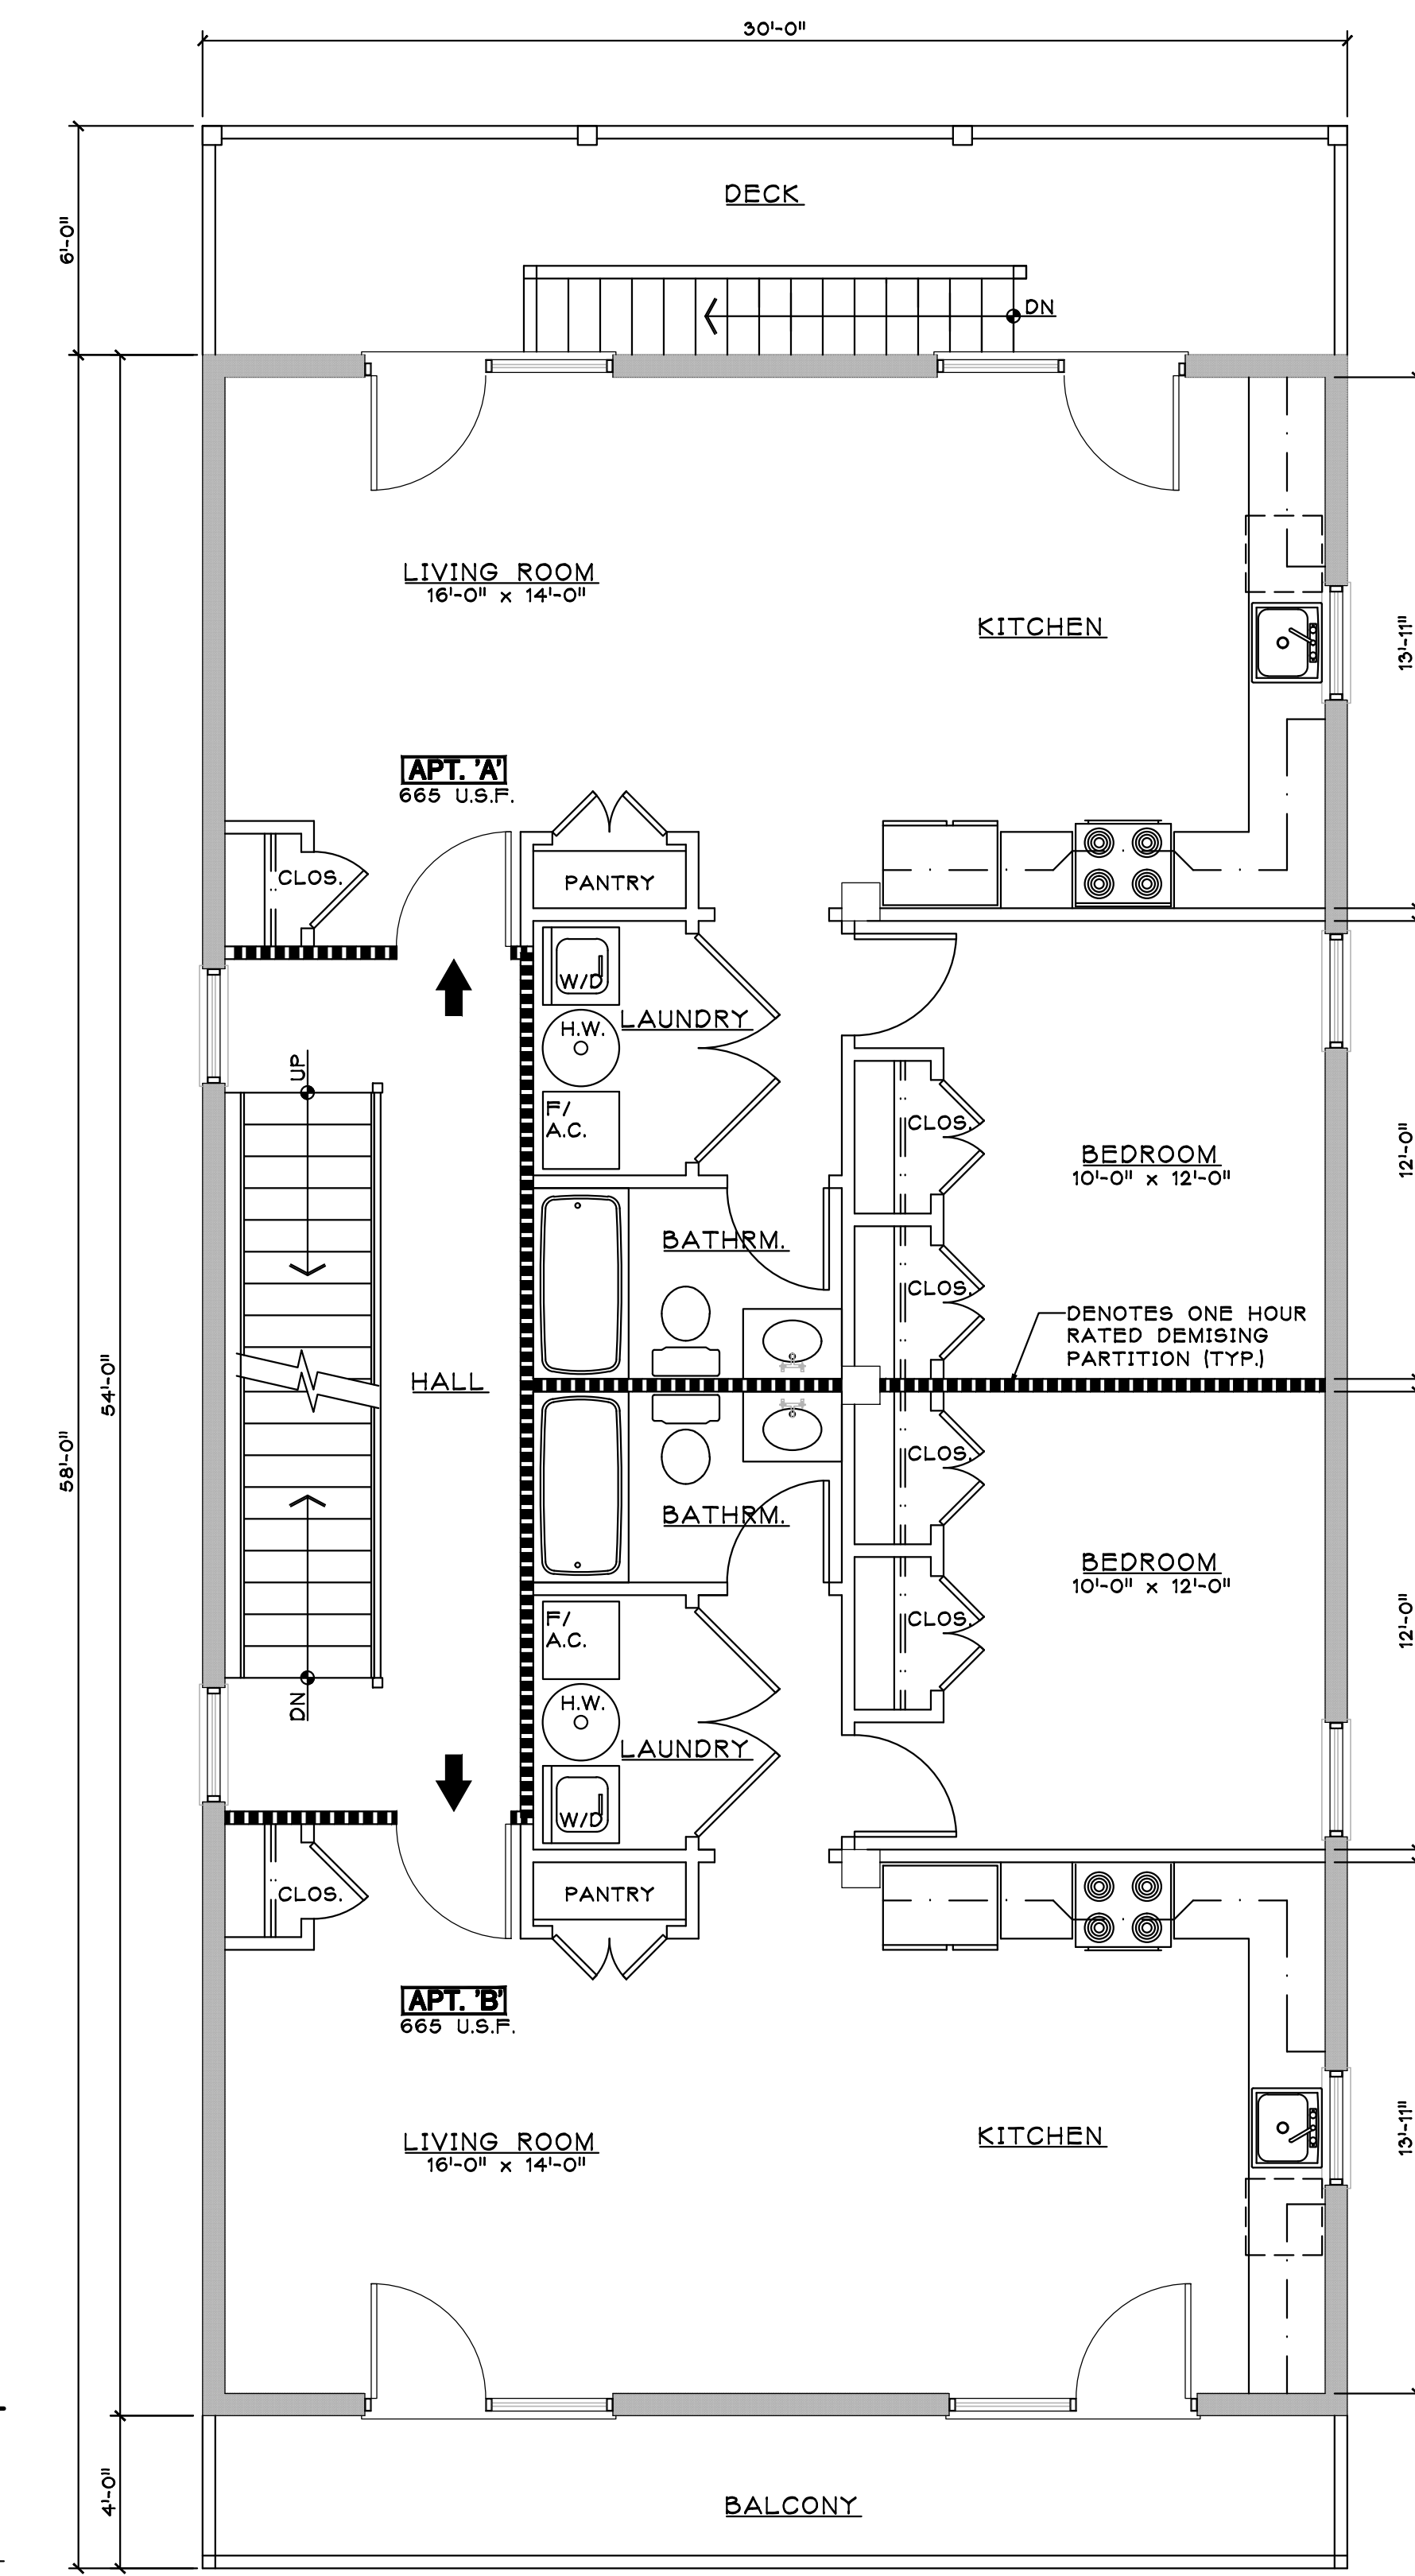 30'-0"
DECK
6'-0"
DN
LIVING ROOM
16'-0" x 14'-0"
KITCHEN
13'-11"
APT. 'A'
665 U.S.F.
CLOS.
PANTRY
W/D
LAUNDRY
H.W.
UP
F/
A.C.
CLOS.
BEDROOM
10'-0" x 12'-0"
12'-0"
BATHRM.
CLOS.
DENOTES ONE HOUR
RATED DEMISING
PARTITION (TYP.)
HALL
54'-0"
58'-0"
CLOS.
BATHRM.
BEDROOM
10'-0" x 12'-0"
12'-0"
F/
A.C.
CLOS.
H.W.
DN
LAUNDRY
W/D
CLOS.
PANTRY
APT. 'B'
665 U.S.F.
LIVING ROOM
16'-0" x 14'-0"
KITCHEN
13'-11"
4'-0"
BALCONY